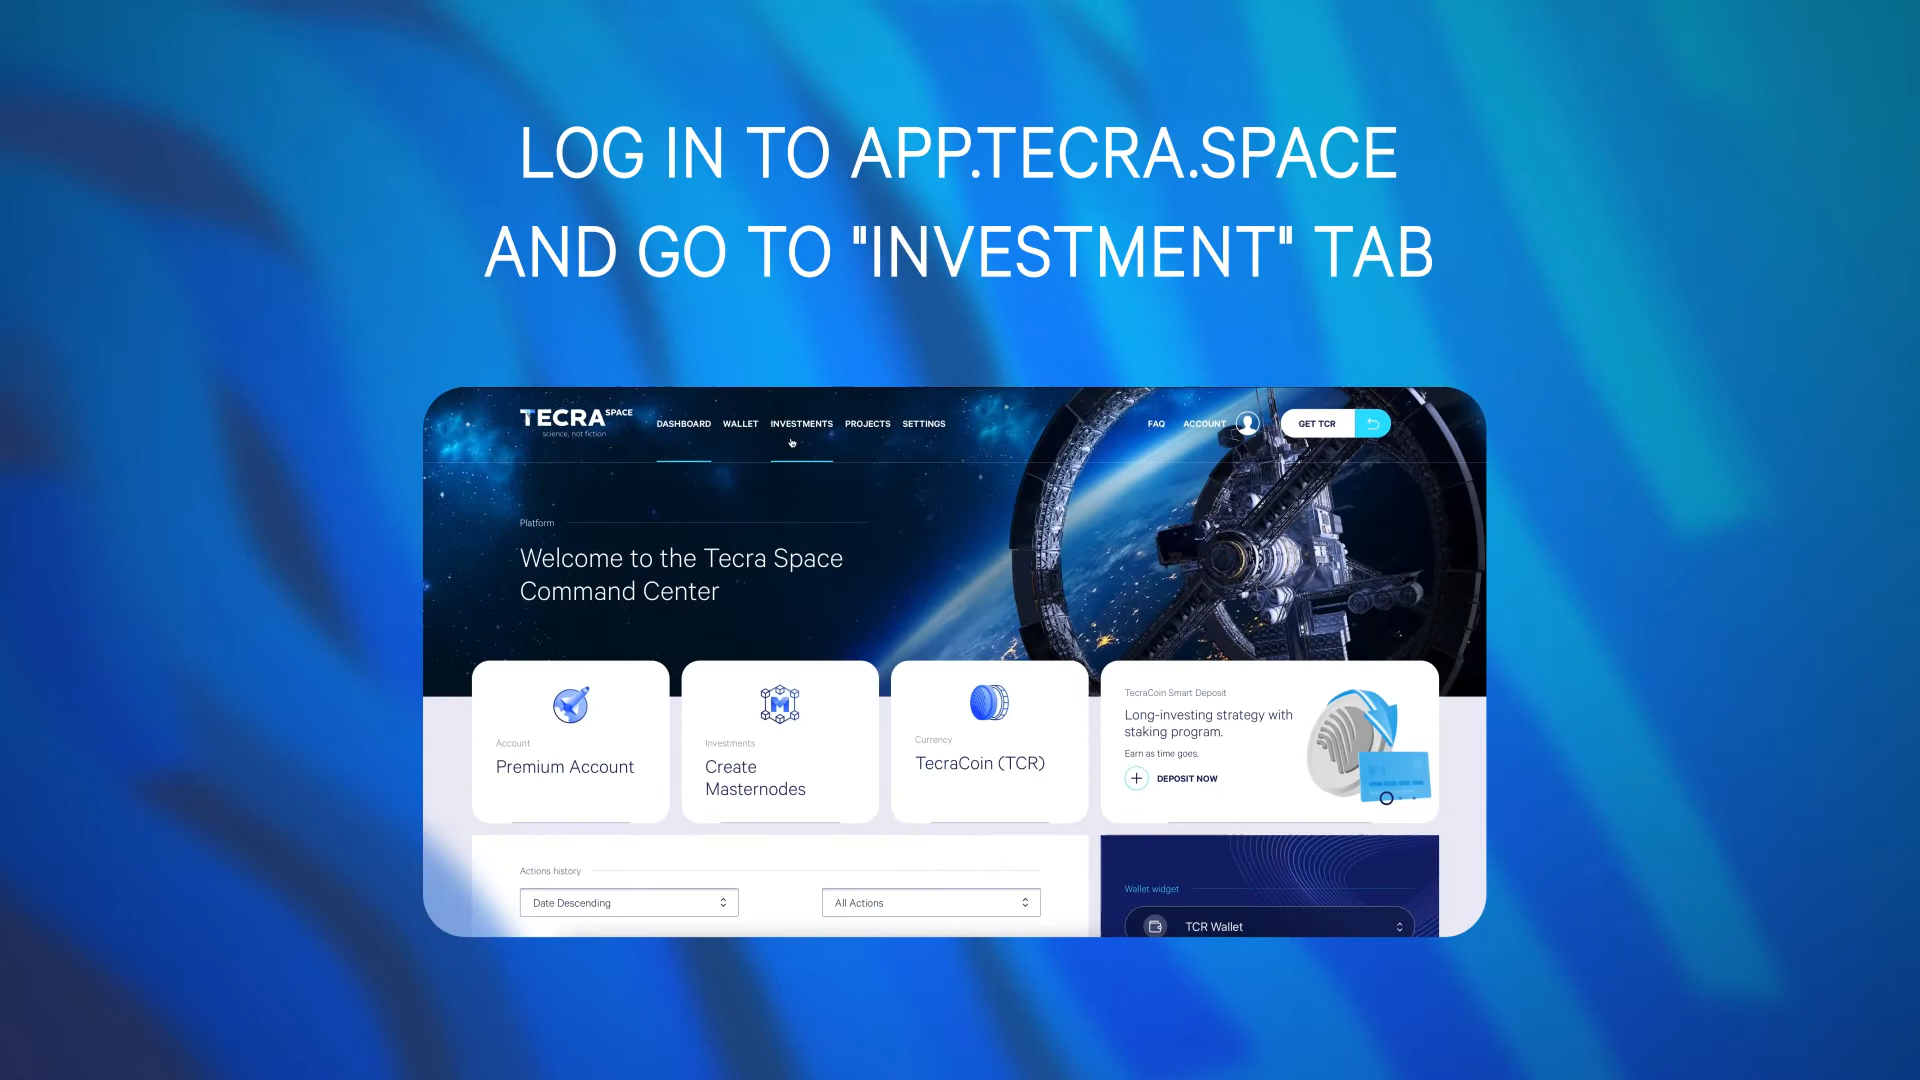 LOG IN TO APP.TECRA.SPACE
AND GO TO "INVESTMENT" TAB
TECRA SPACE
science, not fiction
DASHBOARD WALLET INVESTMENTS PROJECTS SETTINGS
FAQ ACCOUNT GET TCR
Platform
Welcome to the Tecra Space
Command Center
Account
Premium Account
Investments
Create
Masternodes
Currency
TecraCoin (TCR)
TecraCoin Smart Deposit
Long-investing strategy with
staking program.
Earn as time goes.
DEPOSIT NOW
Actions history
Date Descending
All Actions
Wallet widget
TCR Wallet